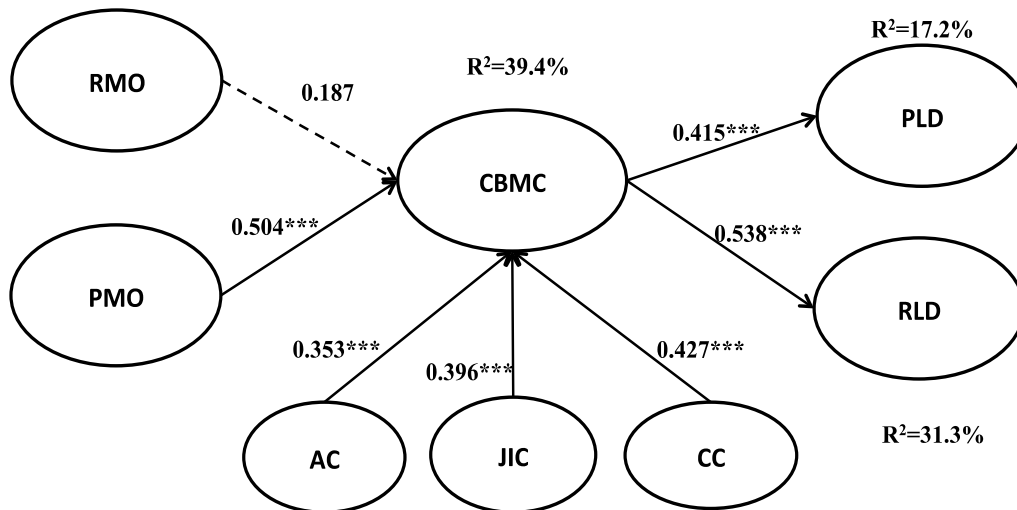 R²=17.2%
R²=39.4%
RMO
0.187
PLD
0.415***
CBMC
0.504***
0.538***
PMO
RLD
0.353***
0.396***
0.427***
R²=31.3%
AC
JIC
CC